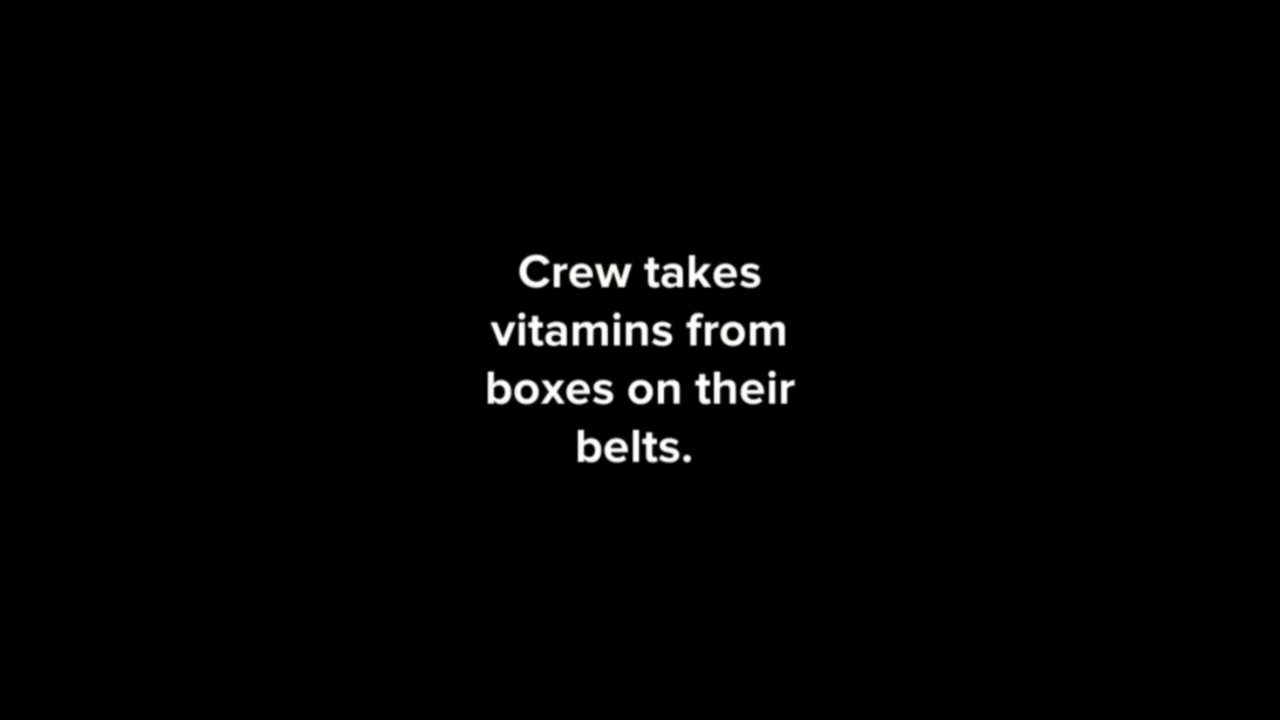 Crew takes
vitamins from
boxes on their
belts.